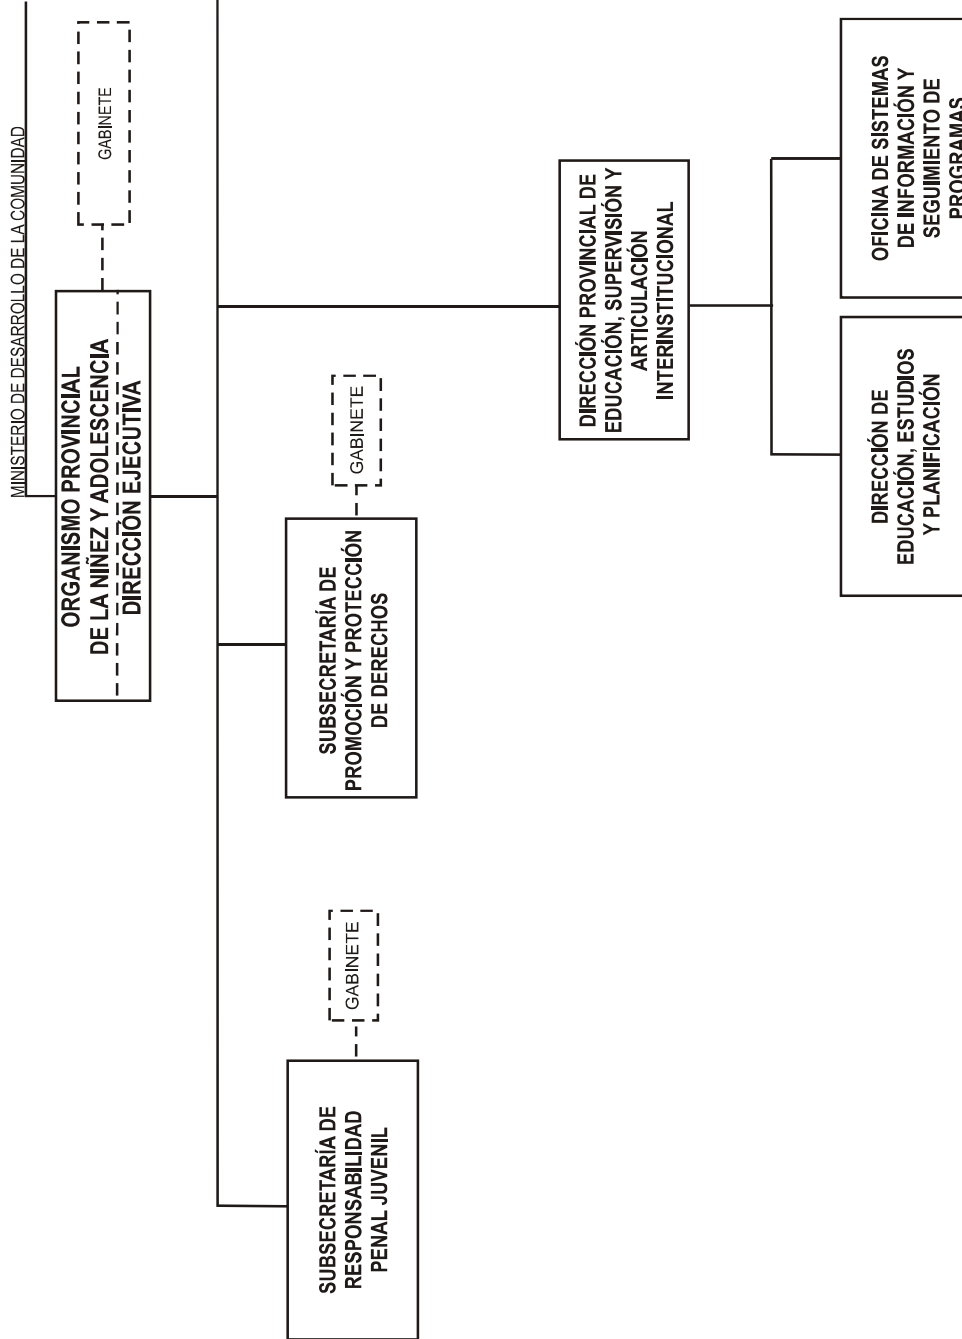 MINISTERIO DE DESARROLLO DE LA COMUNIDAD
ORGANISMO PROVINCIAL
DE LA NIÑEZ Y ADOLESCENCIA
DIRECCIÓN EJECUTIVA
GABINETE
SUBSECRETARÍA DE
RESPONSABILIDAD
PENAL JUVENIL
GABINETE
SUBSECRETARÍA DE
PROMOCIÓN Y PROTECCIÓN
DE DERECHOS
GABINETE
DIRECCIÓN PROVINCIAL DE
EDUCACIÓN, SUPERVISIÓN Y
ARTICULACIÓN
INTERINSTITUCIONAL
DIRECCIÓN DE
EDUCACIÓN, ESTUDIOS
Y PLANIFICACIÓN
OFICINA DE SISTEMAS
DE INFORMACIÓN Y
SEGUIMIENTO DE
PROGRAMAS